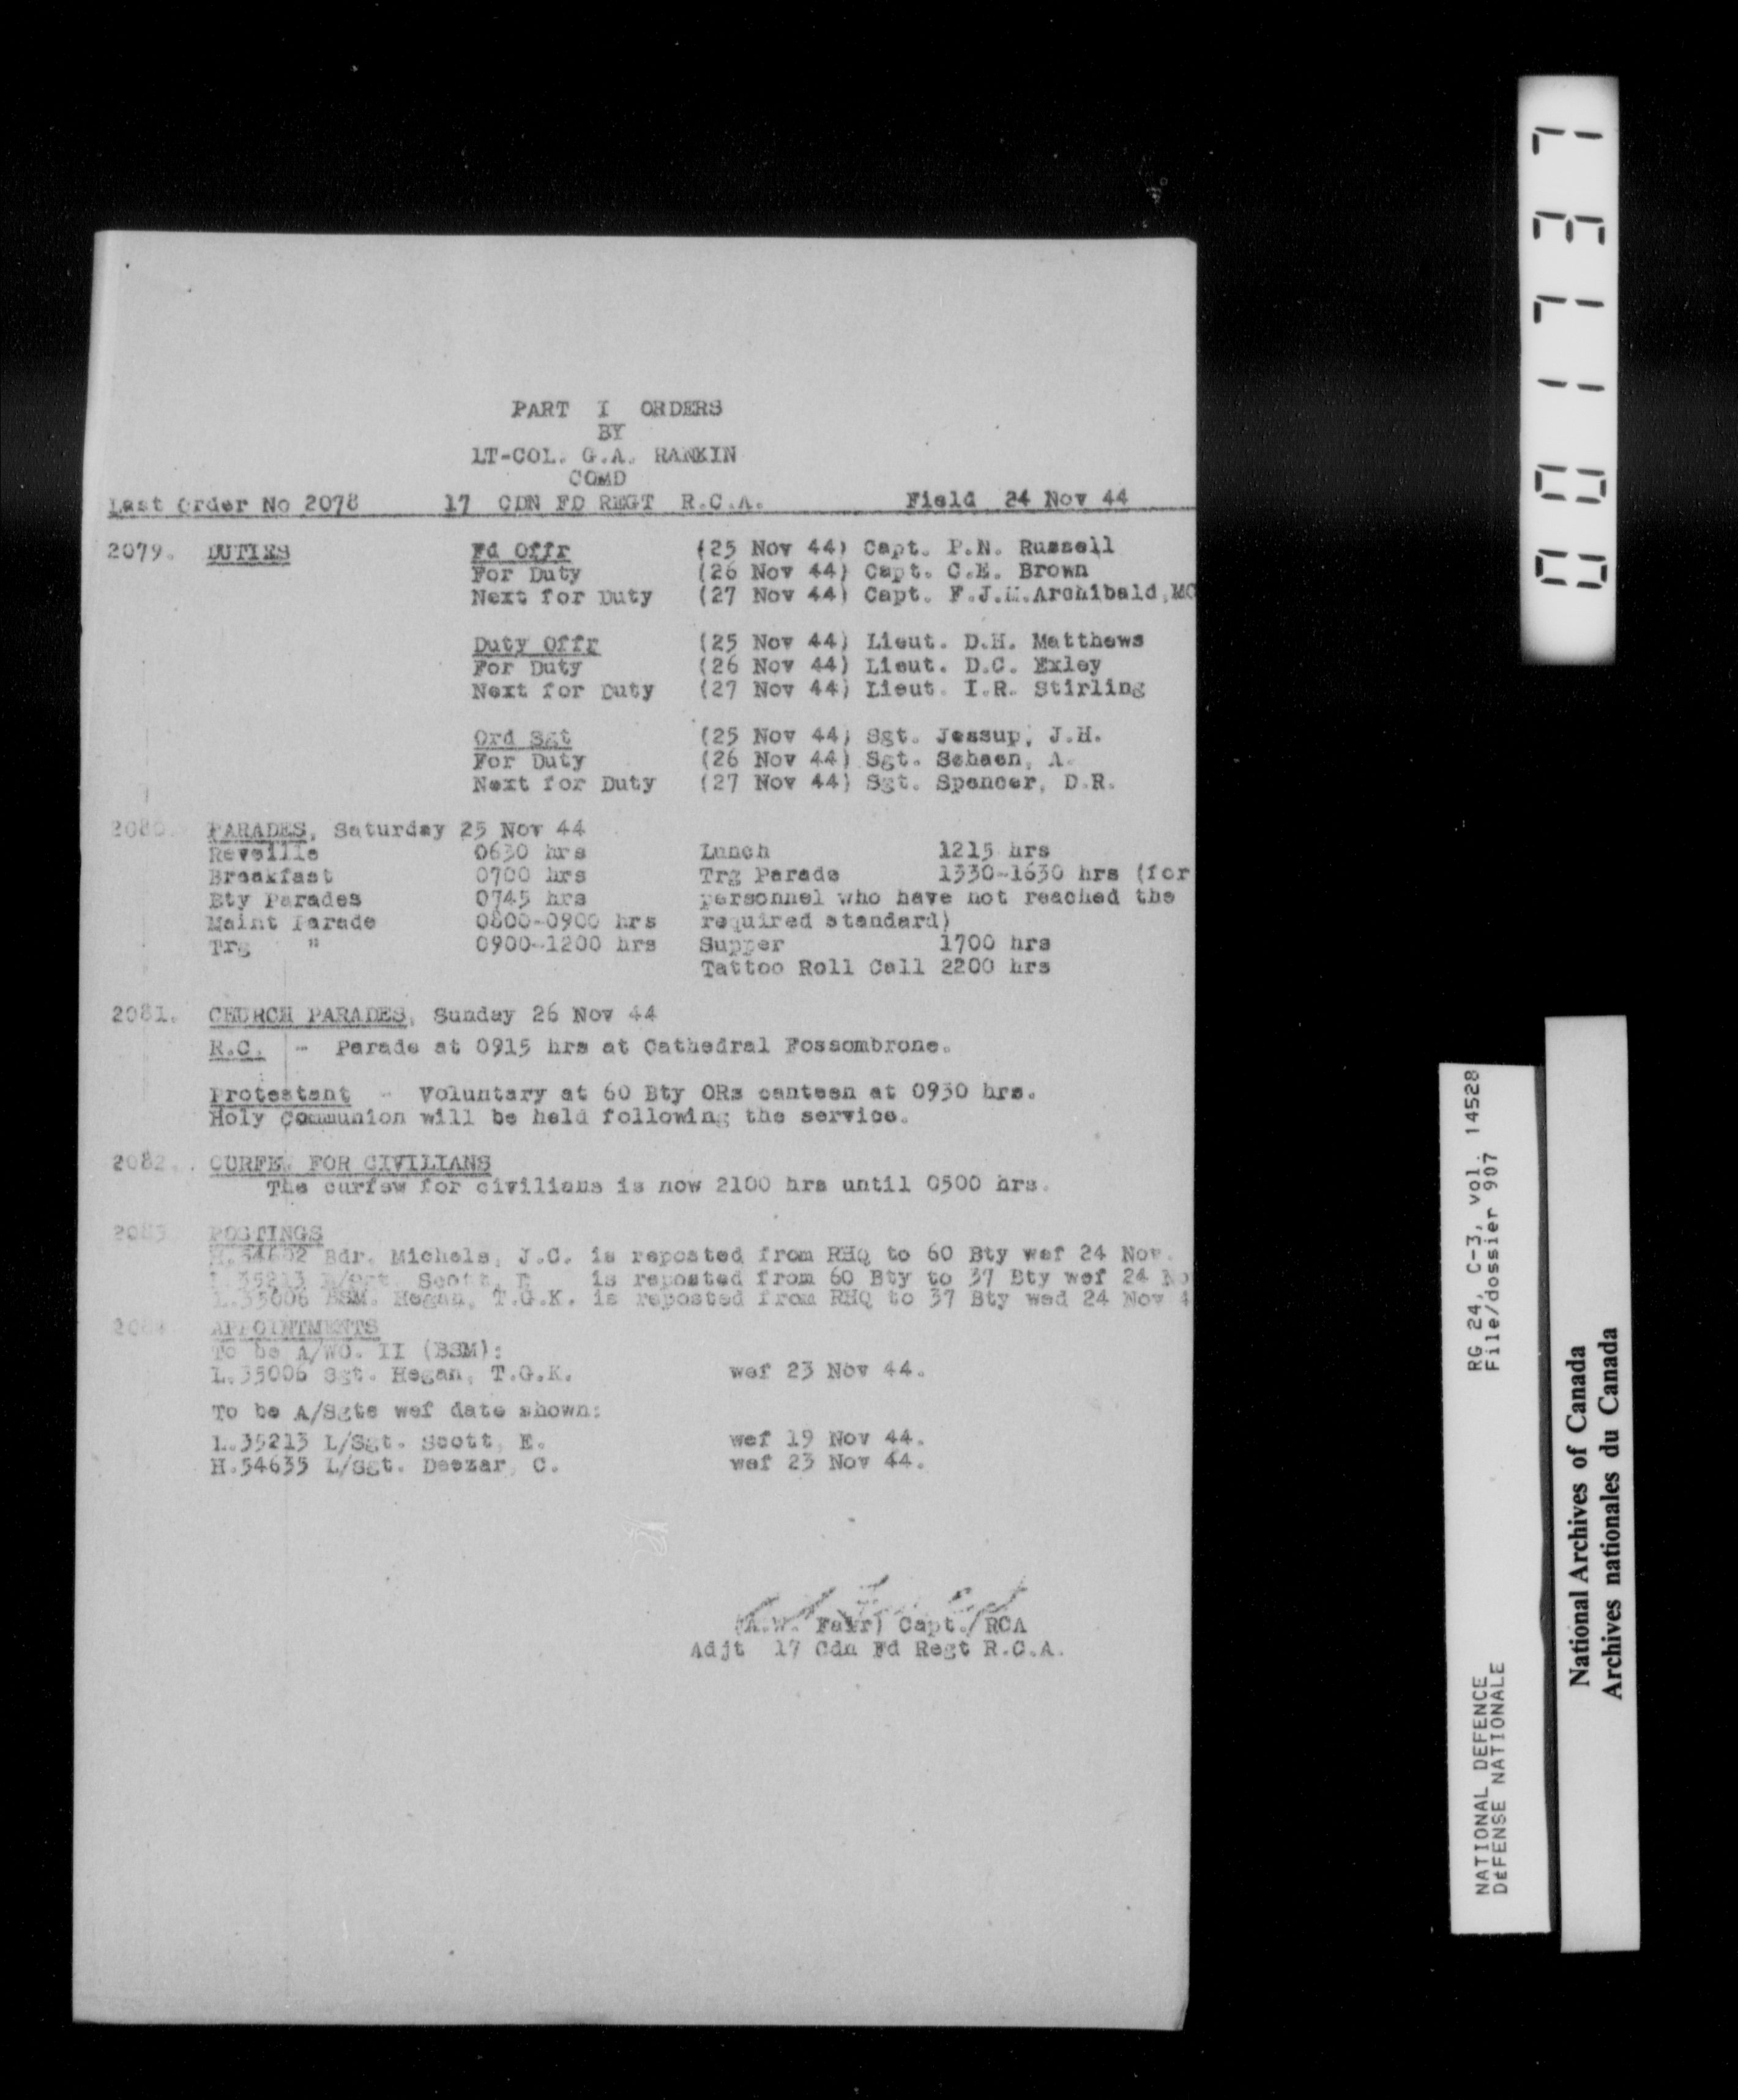 PART I ORDERS
BY
LT-COL. G.A. RANKIN
COMD
Last Order No 2078 17 CDN FD REGT R.C.A. Field 24 Nov 44
2079. DUTIES Fd Offr (25 Nov 44) Capt. P.N. Russell
For Duty (26 Nov 44) Capt. C.E. Brown
Next for Duty (27 Nov 44) Capt. F.J.M.Archibald,MC
Duty Offr (25 Nov 44) Lieut. D.H. Matthews
For Duty (26 Nov 44) Lieut. D.C. Exley
Next for Duty (27 Nov 44) Lieut. I.R. Stirling
Ord Sgt (25 Nov 44) Sgt. Jessup, J.H.
For Duty (26 Nov 44) Sgt. Schaen, A.
Next for Duty (27 Nov 44) Sgt. Spencer, D.R.
2080. PARADES, Saturday 25 Nov 44
Reveille 0630 hrs Lunch 1215 hrs
Breakfast 0700 hrs Trg Parade 1330-1630 hrs (for
Bty Parades 0745 hrs personnel who have not reached the
Maint Parade 0800-0900 hrs required standard)
Trg " 0900-1200 hrs Supper 1700 hrs
Tattoo Roll Call 2200 hrs
2081. CHURCH PARADES, Sunday 26 Nov 44
R.C. - Parade at 0915 hrs at Cathedral Fossombrone.
Protestant - Voluntary at 60 Bty ORs canteen at 0930 hrs.
Holy Communion will be held following the service.
2082. CURFEW FOR CIVILIANS
The curfew for civilians is now 2100 hrs until 0500 hrs.
2083 POSTINGS
Bdr. Michels, J.C. is reposted from RHQ to 60 Bty wef 24 Nov.
L.35213 Scott, E is reposted from 60 Bty to 37 Bty wef 24 No
L.35006 BSM. Hegan, T.G.K. is reposted from RHQ to 37 Bty wed 24 Nov 4
2084 APPOINTMENTS
To be A/WO. II (BSM):
L.35006 Sgt. Hegan, T.G.K. wef 23 Nov 44.
To be A/Sgts wef date shown:
L.35213 L/Sgt. Scott, E. wef 19 Nov 44.
H.54635 L/Sgt. Deezar, C. wef 23 Nov 44.
(A.W. Fair) Capt./RCA
Adjt 17 Cdn Fd Regt R.C.A.
001737
RG 24, C-3, vol. 14528
File/dossier 907
NATIONAL DEFENCE
DÉFENSE NATIONALE
National Archives of Canada
Archives nationales du Canada